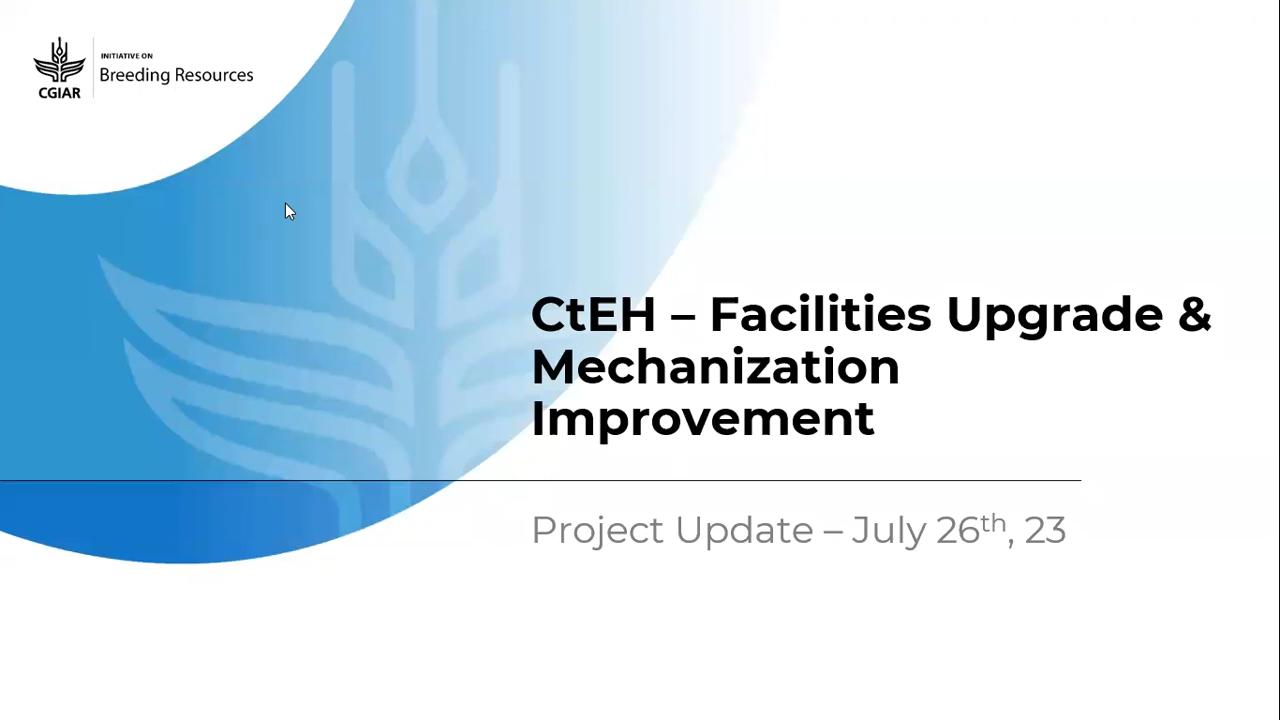 INITIATIVE ON
Breeding Resources
CGIAR
CtEH – Facilities Upgrade &
Mechanization
Improvement
Project Update – July 26th, 23